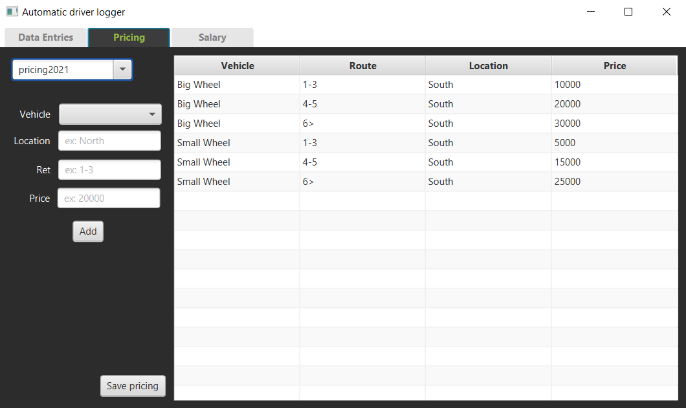 Automatic driver logger
Data Entries Pricing Salary
pricing2021
Vehicle
Location ex: North
Ret ex: 1-3
Price ex: 20000
Add
Save pricing
Vehicle Route Location Price
Big Wheel 1-3 South 10000
Big Wheel 4-5 South 20000
Big Wheel 6> South 30000
Small Wheel 1-3 South 5000
Small Wheel 4-5 South 15000
Small Wheel 6> South 25000